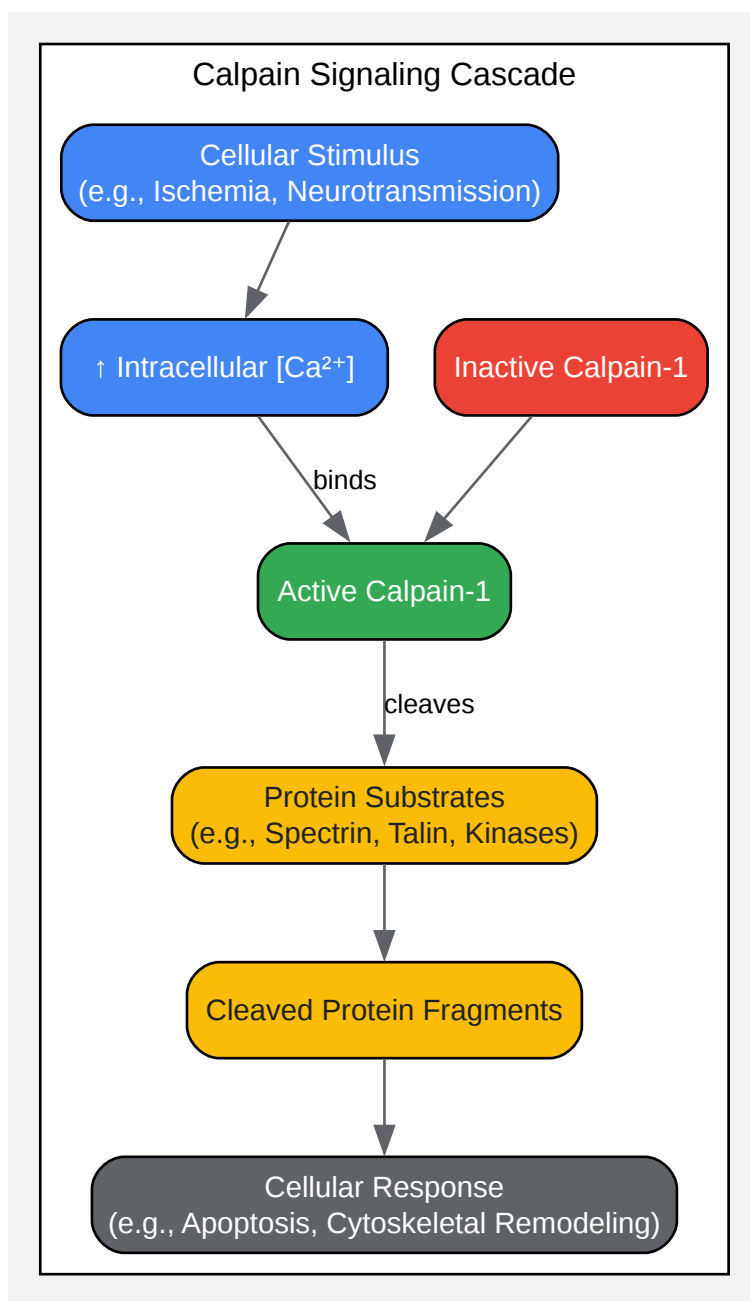 Calpain Signaling Cascade
Cellular Stimulus
(e.g., Ischemia, Neurotransmission)
↑ Intracellular [Ca²⁺]
Inactive Calpain-1
binds
Active Calpain-1
cleaves
Protein Substrates
(e.g., Spectrin, Talin, Kinases)
Cleaved Protein Fragments
Cellular Response
(e.g., Apoptosis, Cytoskeletal Remodeling)